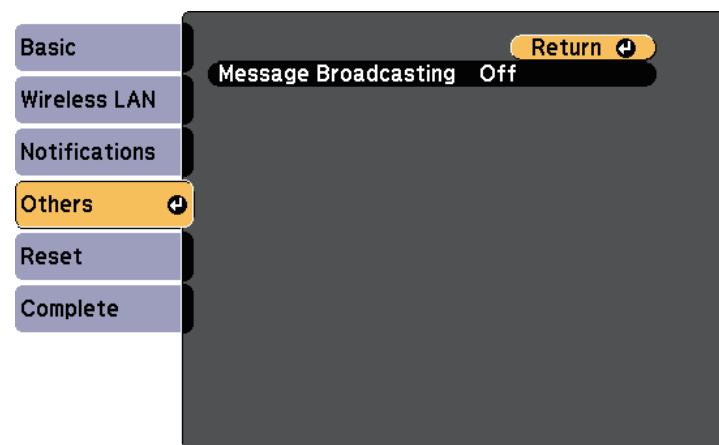 Basic
Wireless LAN
Notifications
Others
Reset
Complete
Return
Message Broadcasting Off